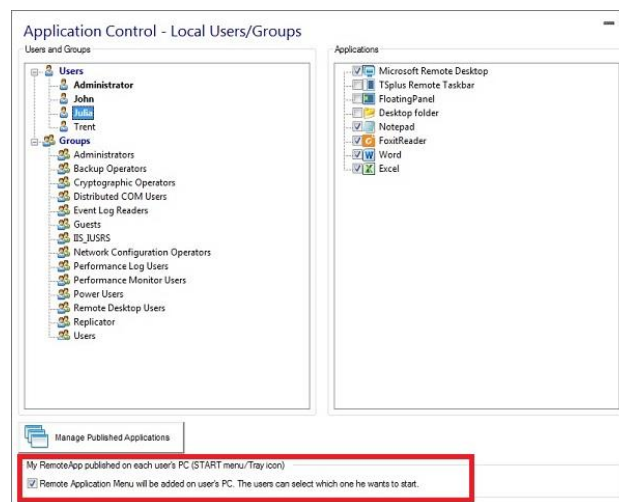 Application Control - Local Users/Groups
Users and Groups
Users
Administrator
John
Julia
Trent
Groups
Administrators
Backup Operators
Cryptographic Operators
Distributed COM Users
Event Log Readers
Guests
IIS_IUSRS
Network Configuration Operators
Performance Log Users
Performance Monitor Users
Power Users
Remote Desktop Users
Replicator
Users
Applications
Microsoft Remote Desktop
TSplus Remote Taskbar
FloatingPanel
Desktop folder
Notepad
FoxitReader
Word
Excel
Manage Published Applications
My RemoteApp published on each user's PC (START menu/Tray icon)
Remote Application Menu will be added on user's PC. The users can select which one he wants to start.